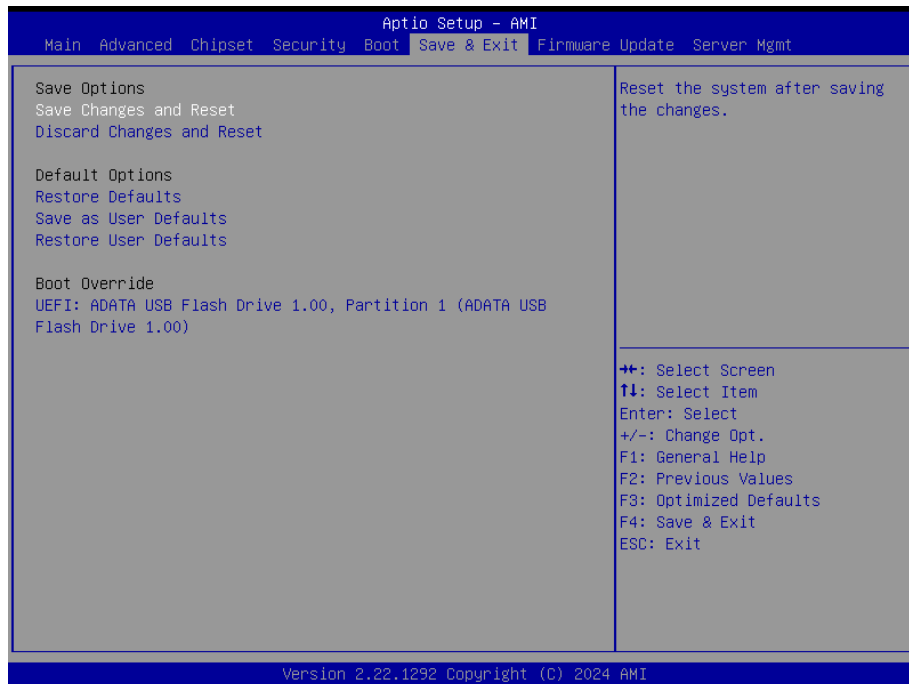 Aptio Setup – AMI
Main Advanced Chipset Security Boot Save & Exit Firmware Update Server Mgmt
Save Options
Save Changes and Reset
Discard Changes and Reset
Default Options
Restore Defaults
Save as User Defaults
Restore User Defaults
Boot Override
UEFI: ADATA USB Flash Drive 1.00, Partition 1 (ADATA USB
Flash Drive 1.00)
Reset the system after saving
the changes.
→←: Select Screen
↑↓: Select Item
Enter: Select
+/-: Change Opt.
F1: General Help
F2: Previous Values
F3: Optimized Defaults
F4: Save & Exit
ESC: Exit
Version 2.22.1292 Copyright (C) 2024 AMI